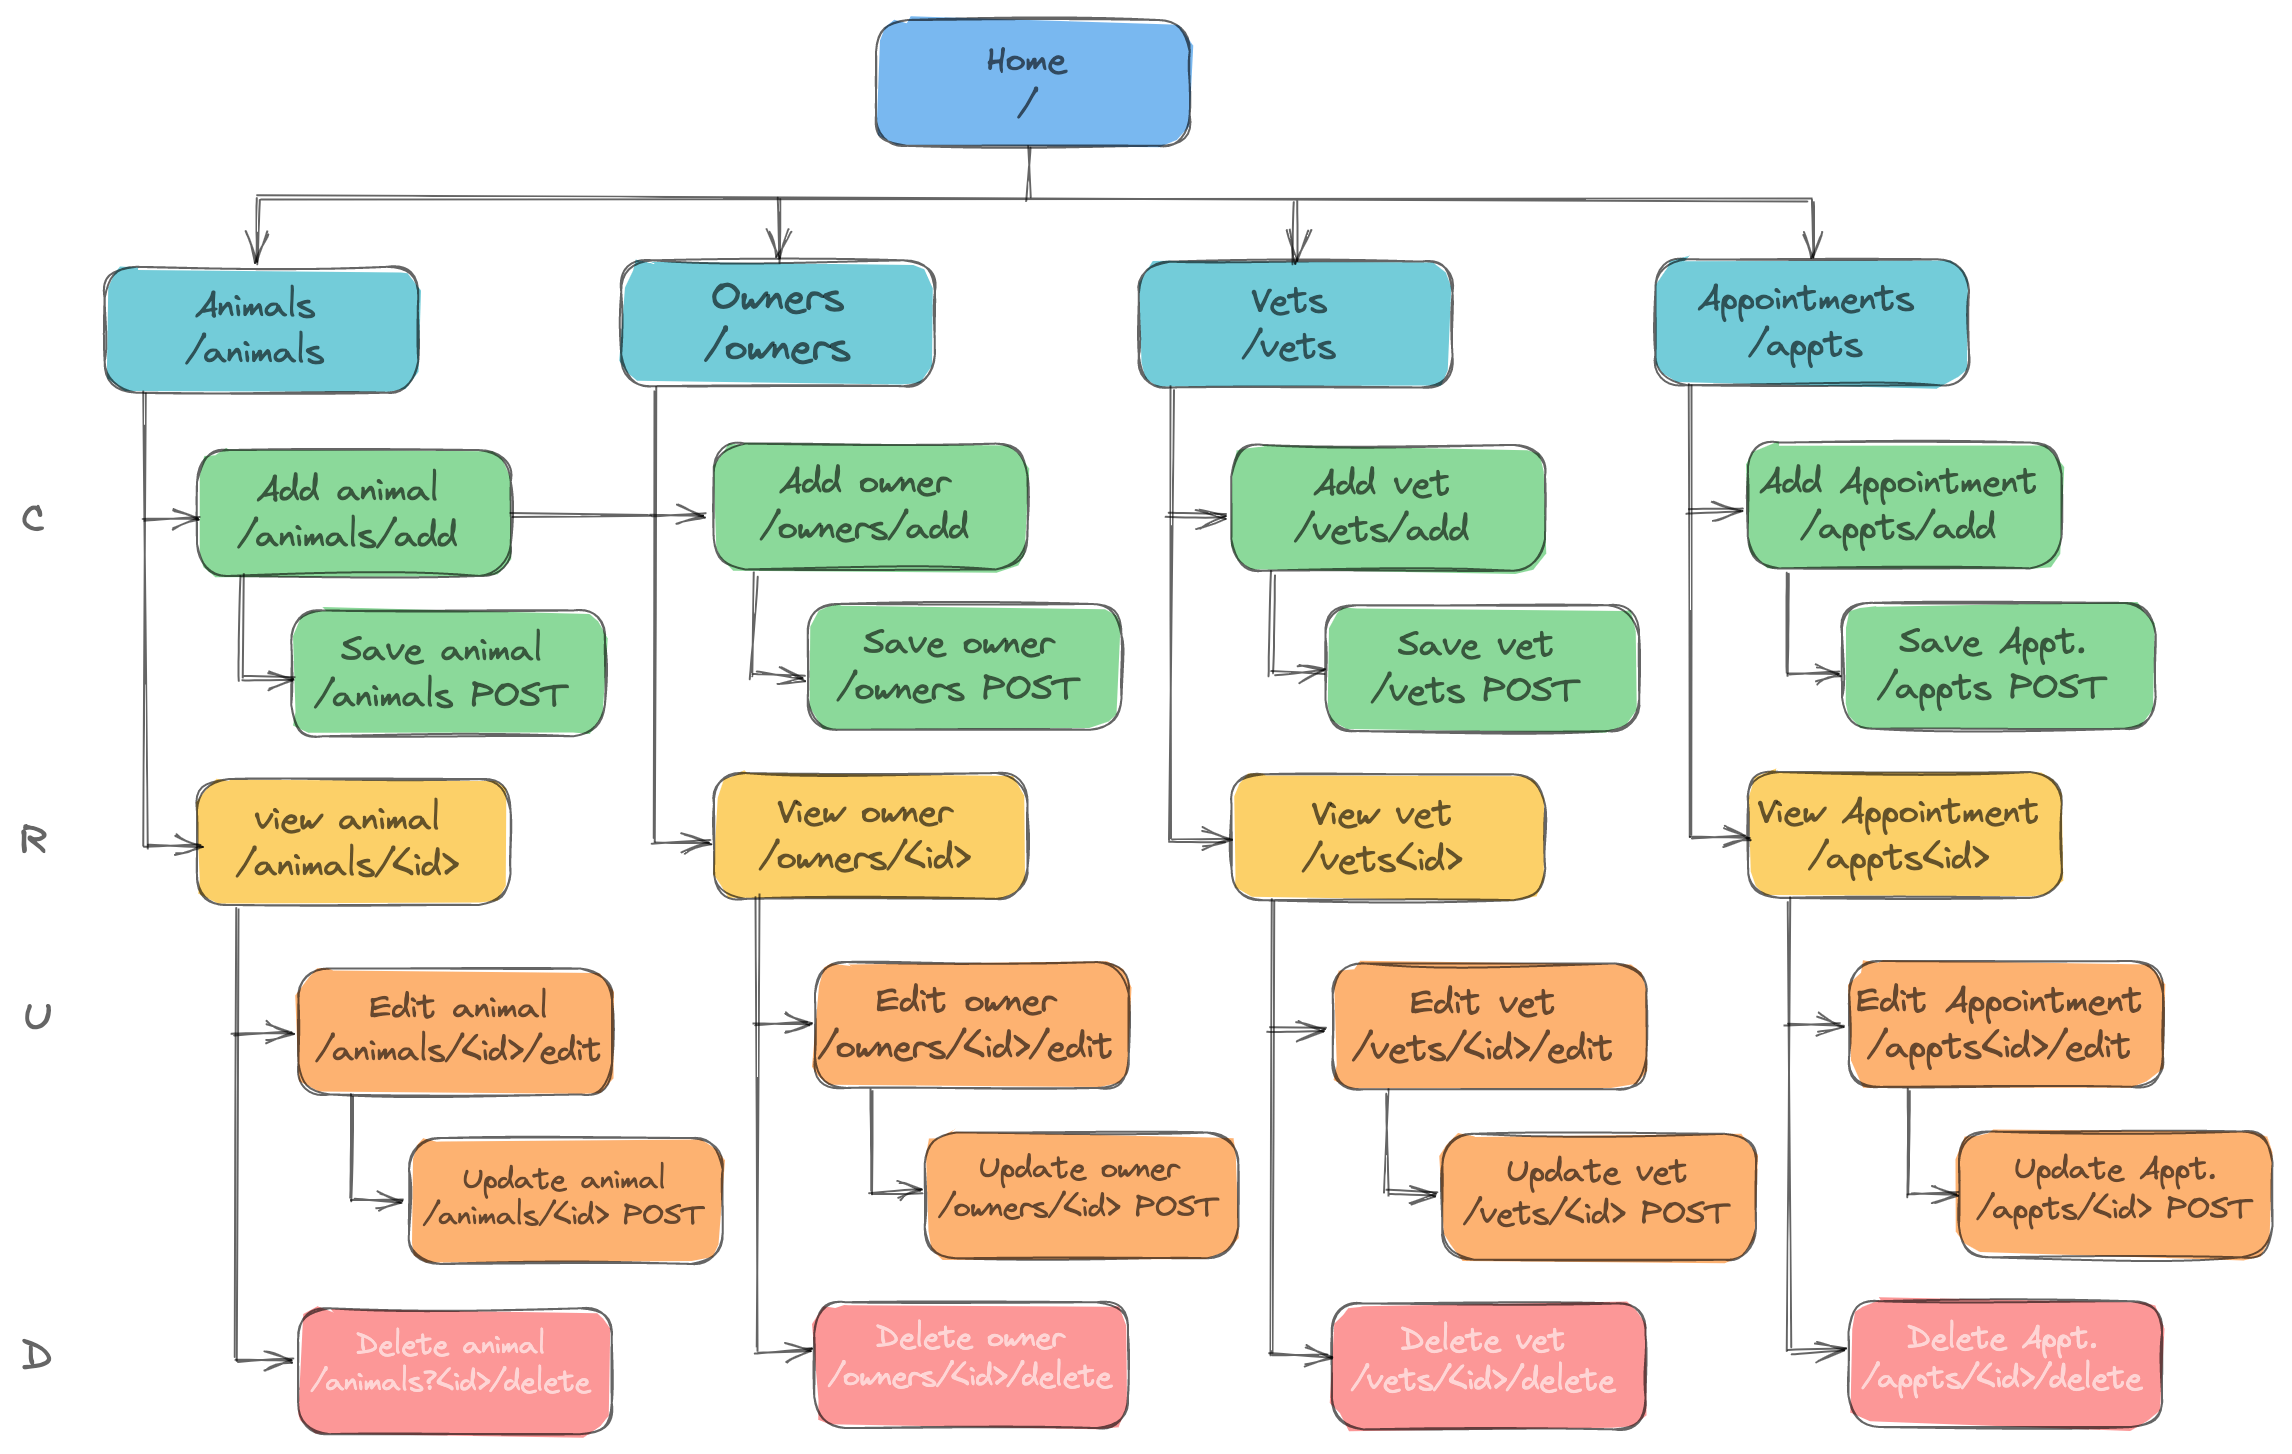 Home
/
Animals
/animals
Owners
/owners
Vets
/vets
Appointments
/appts
C
Add animal
/animals/add
Add owner
/owners/add
Add vet
/vets/add
Add Appointment
/appts/add
Save animal
/animals POST
Save owner
/owners POST
Save vet
/vets POST
Save Appt.
/appts POST
R
view animal
/animals/<id>
View owner
/owners/<id>
View vet
/vets<id>
View Appointment
/appts<id>
U
Edit animal
/animals/<id>/edit
Edit owner
/owners/<id>/edit
Edit vet
/vets/<id>/edit
Edit Appointment
/appts<id>/edit
Update animal
/animals/<id> POST
Update owner
/owners/<id> POST
Update vet
/vets/<id> POST
Update Appt.
/appts/<id> POST
D
Delete animal
/animals?<id>/delete
Delete owner
/owners/<id>/delete
Delete vet
/vets/<id>/delete
Delete Appt.
/appts/<id>/delete